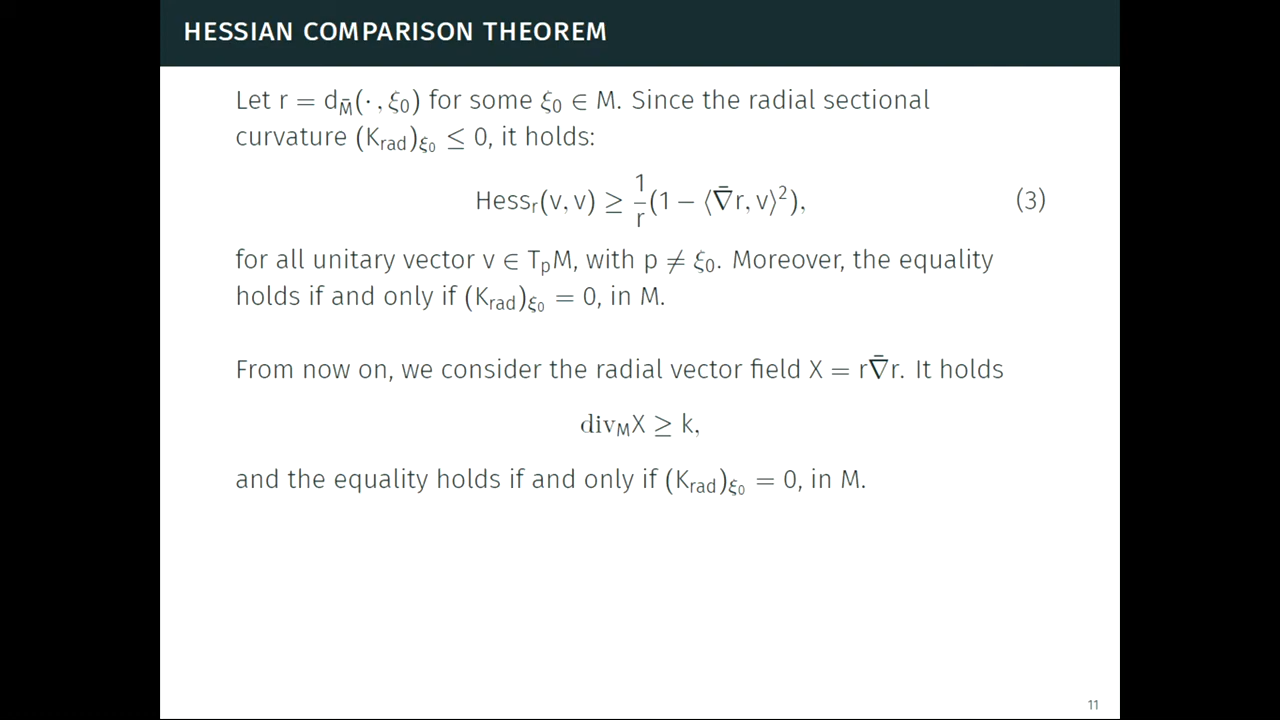 HESSIAN COMPARISON THEOREM
Let r = d_M̄(· , ξ₀) for some ξ₀ ∈ M. Since the radial sectional
curvature (K_rad)_ξ₀ ≤ 0, it holds:
Hess_r(v, v) ≥ 1/r (1 − ⟨∇̄r, v⟩²), (3)
for all unitary vector v ∈ T_pM, with p ≠ ξ₀. Moreover, the equality
holds if and only if (K_rad)_ξ₀ = 0, in M.
From now on, we consider the radial vector field X = r∇̄r. It holds
div_M X ≥ k,
and the equality holds if and only if (K_rad)_ξ₀ = 0, in M.
11